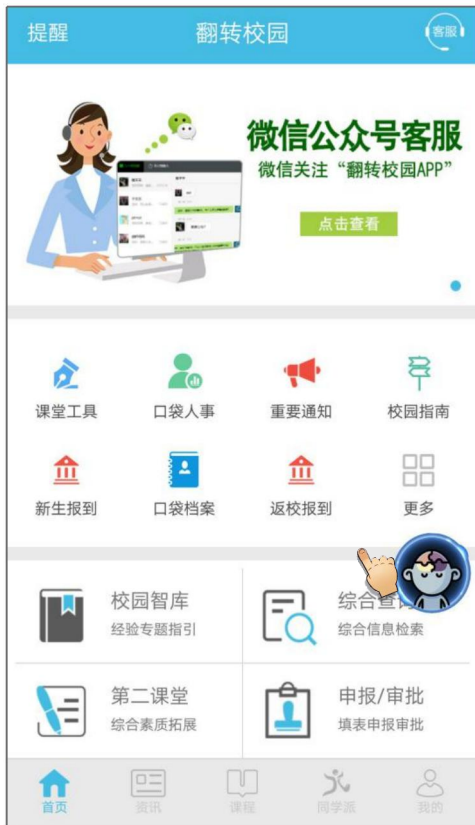 提醒
翻转校园
客服
微信公众号客服
微信关注“翻转校园APP”
点击查看
课堂工具
口袋人事
重要通知
校园指南
新生报到
口袋档案
返校报到
更多
校园智库
经验专题指引
综合查
综合信息检索
第二课堂
综合素质拓展
申报/审批
填表申报审批
首页
资讯
课程
同学派
我的